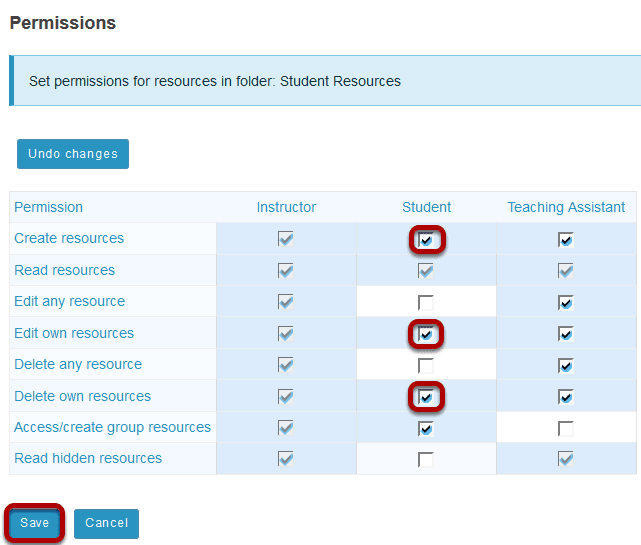 Permissions
Set permissions for resources in folder: Student Resources
Undo changes
Permission Instructor Student Teaching Assistant
Create resources
Read resources
Edit any resource
Edit own resources
Delete any resource
Delete own resources
Access/create group resources
Read hidden resources
Save Cancel